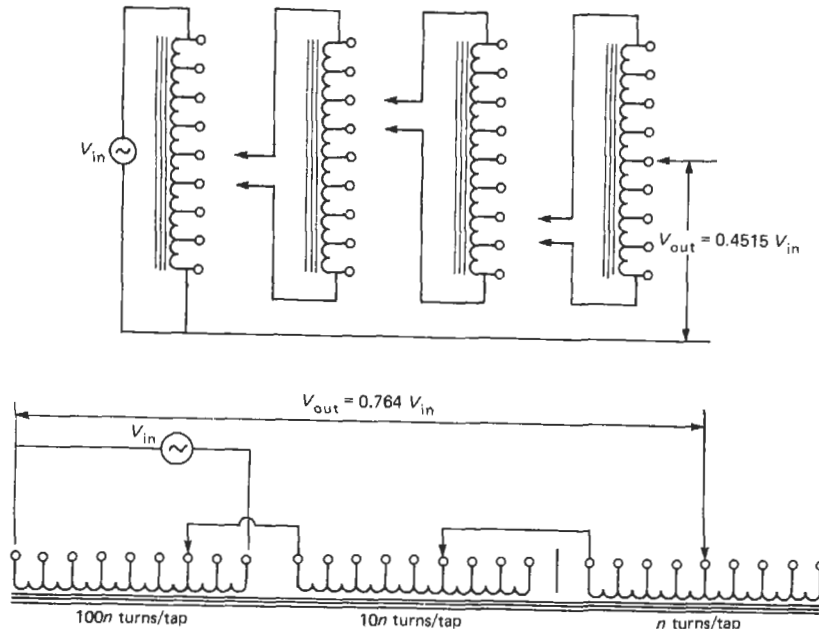 V_in
V_out = 0.4515 V_in
V_out = 0.764 V_in
V_in
100n turns/tap 10n turns/tap n turns/tap